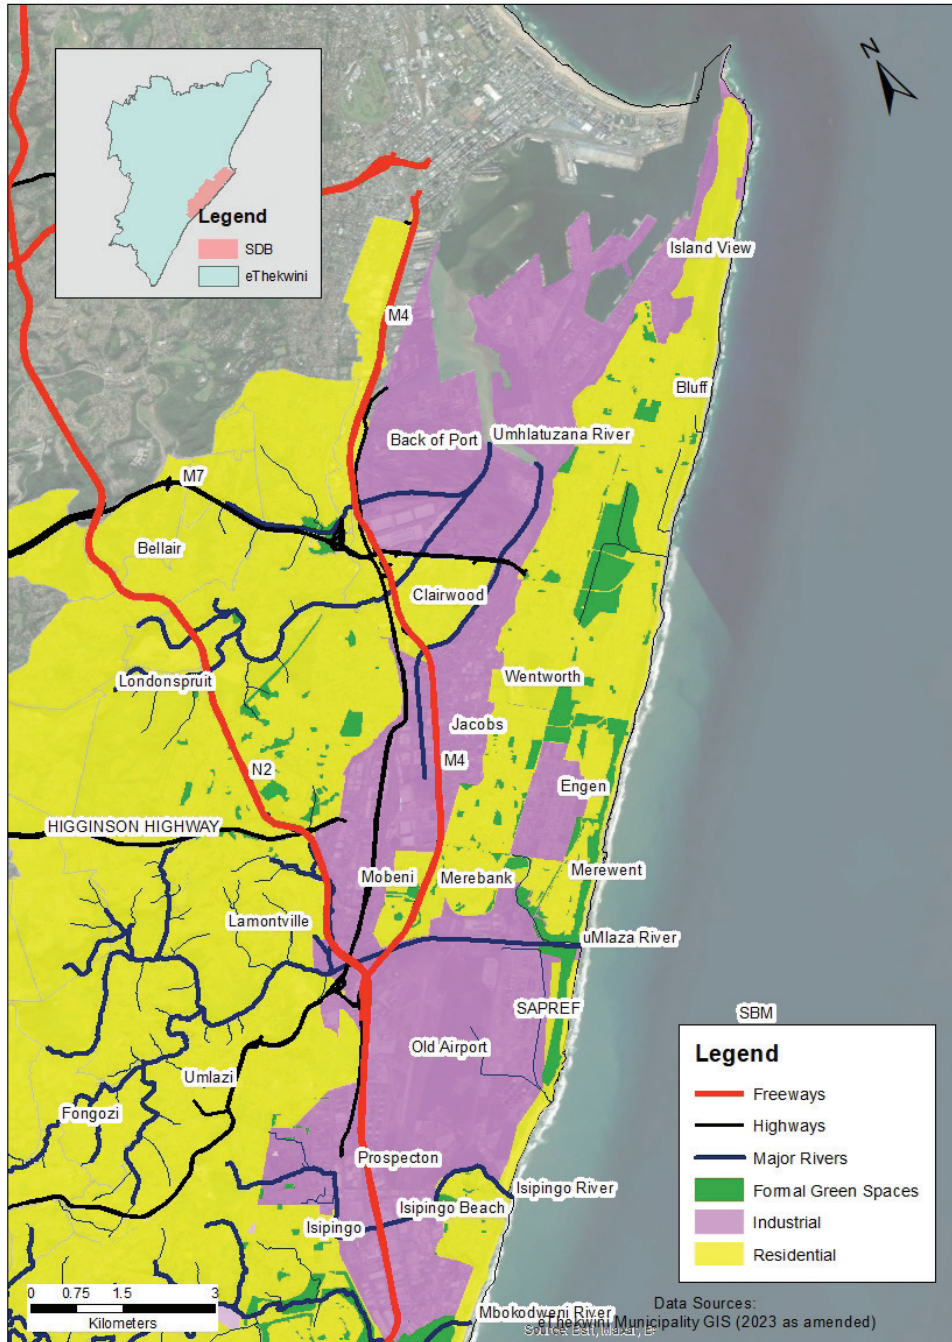 N
Legend
SDB
eThekwini
Island View
M4
Bluff
Back of Port
Umhlatuzana River
M7
Bellair
Clairwood
Londonspruit
Wentworth
Jacobs
M4
N2
Engen
HIGGINSON HIGHWAY
Mobeni
Merebank
Merewent
Lamontville
uMlaza River
SAPREF
SBM
Old Airport
Umlazi
Fongozi
Prospecton
Isipingo River
Isipingo Beach
Isipingo
Mbokodweni River
Legend
Freeways
Highways
Major Rivers
Formal Green Spaces
Industrial
Residential
0 0.75 1.5 3
Kilometers
Data Sources:
eThekwini Municipality GIS (2023 as amended)
Source: Esri, Maxar, E